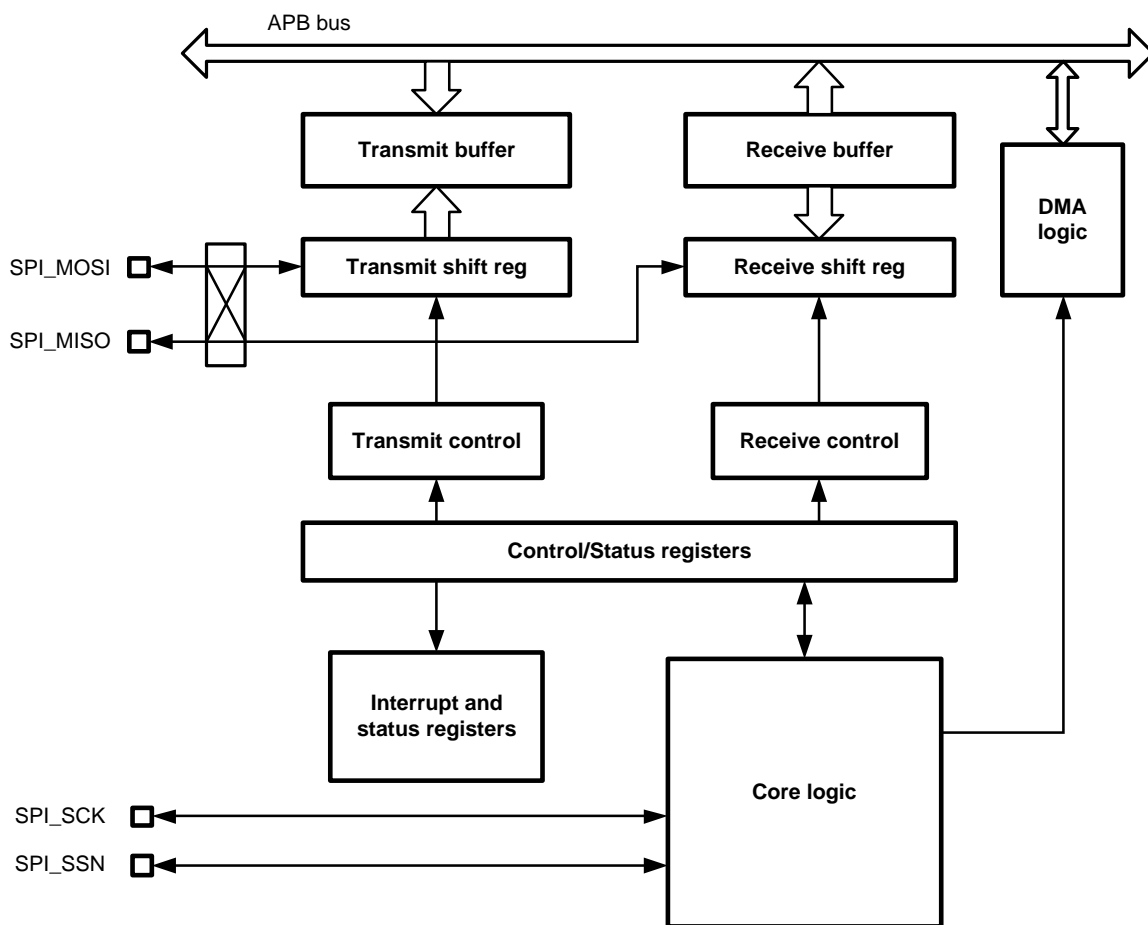 APB bus
Transmit buffer
Receive buffer
DMA
logic
SPI_MOSI
Transmit shift reg
Receive shift reg
SPI_MISO
Transmit control
Receive control
Control/Status registers
Interrupt and
status registers
Core logic
SPI_SCK
SPI_SSN